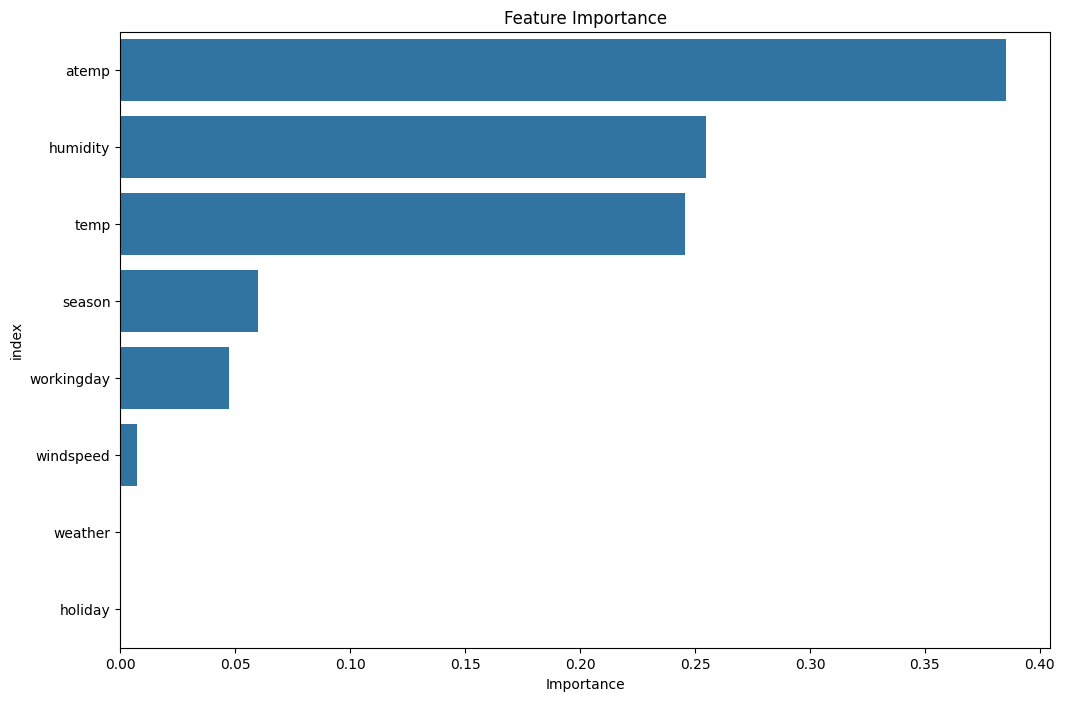 Feature Importance
atemp
humidity
temp
season
workingday
windspeed
weather
holiday
index
0.00 0.05 0.10 0.15 0.20 0.25 0.30 0.35 0.40
Importance